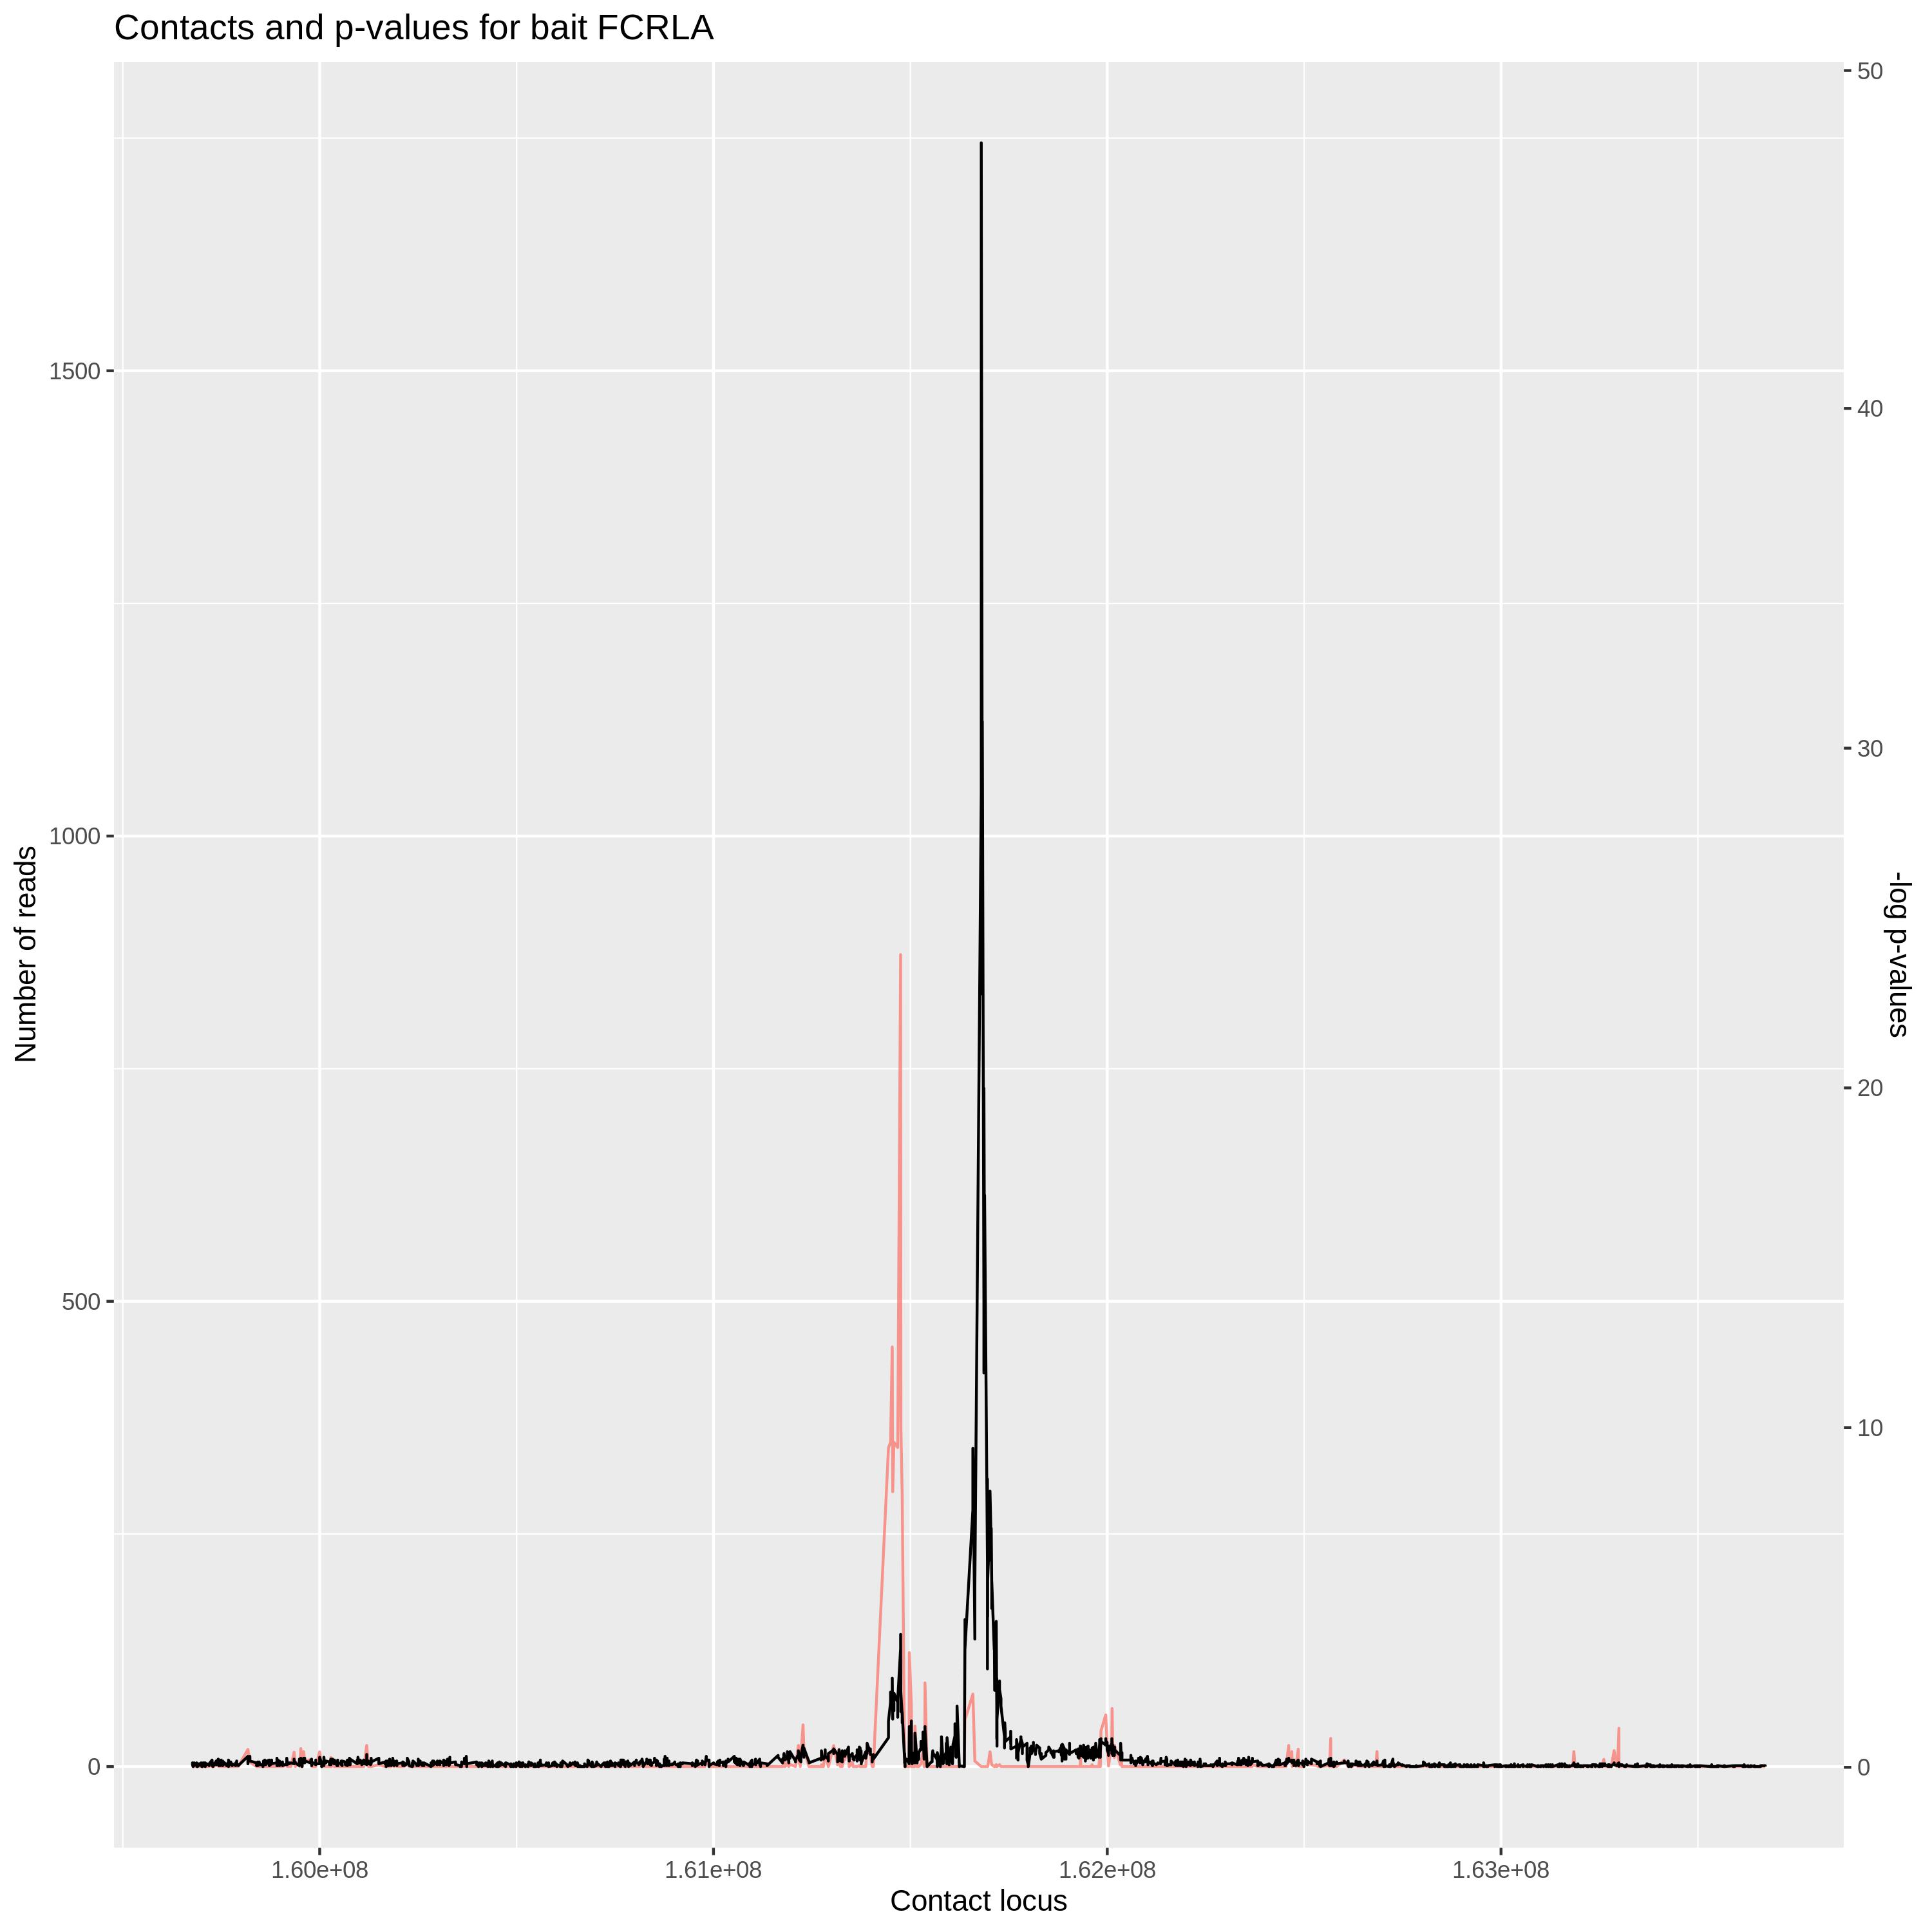 Contacts and p-values for bait FCRLA
50
1500
40
30
1000
Number of reads
-log p-values
20
500
10
0
0
1.60e+08
1.61e+08
1.62e+08
1.63e+08
Contact locus